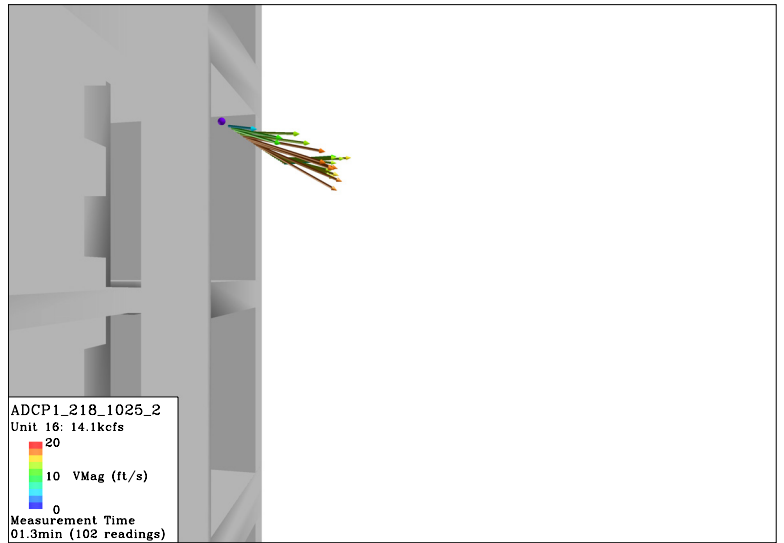 ADCP1_218_1025_2
Unit 16: 14.1kcfs
20
10 VMag (ft/s)
0
Measurement Time
01.3min (102 readings)